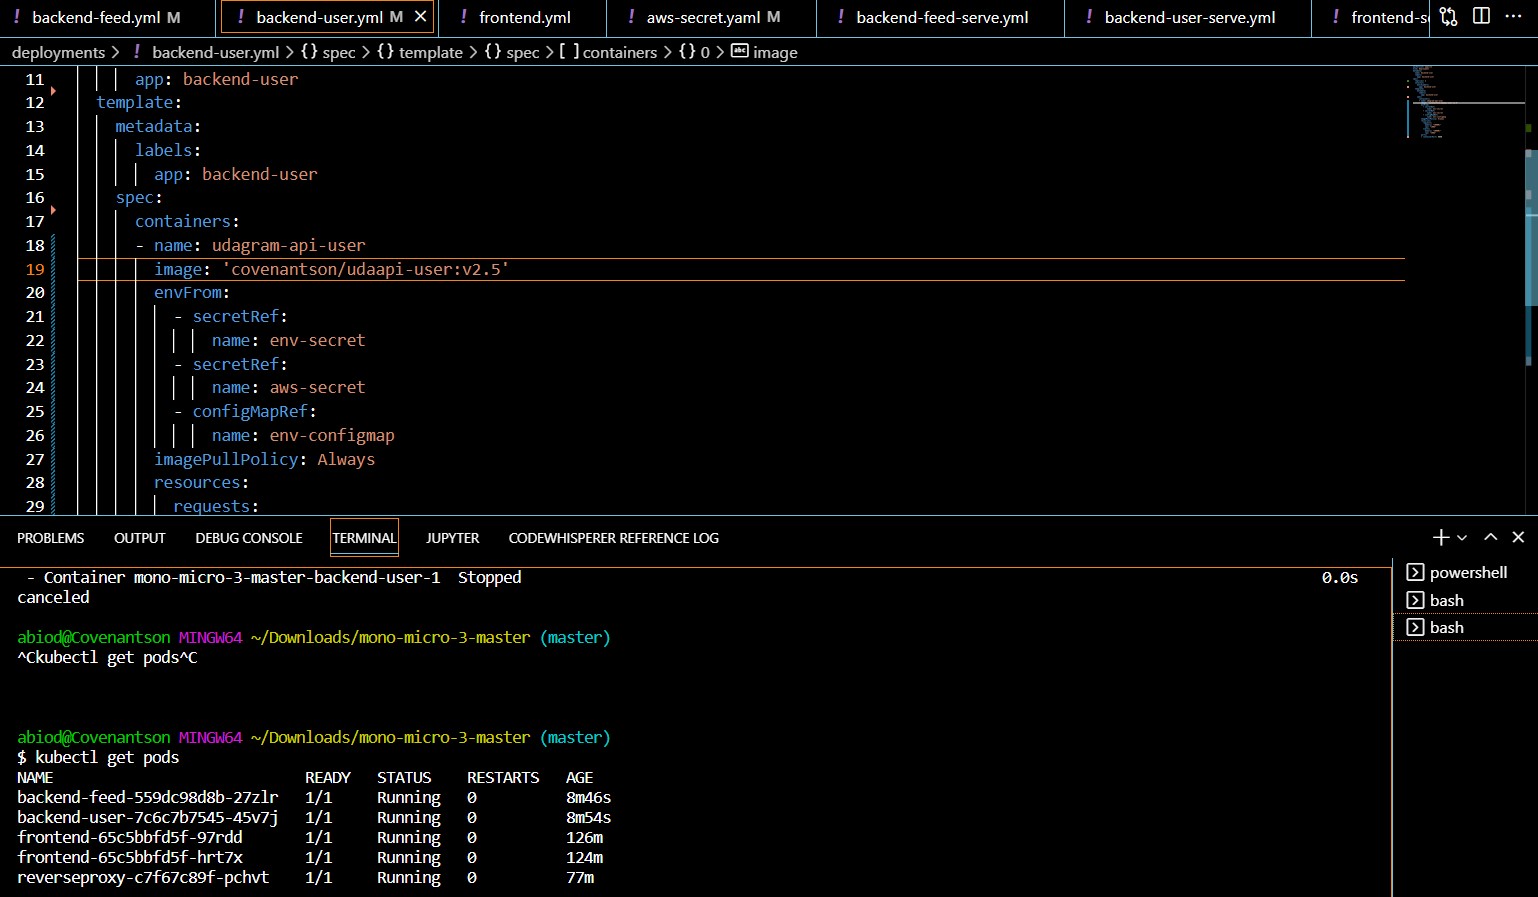 ! backend-feed.yml M ! backend-user.yml M ! frontend.yml ! aws-secret.yaml M ! backend-feed-serve.yml ! backend-user-serve.yml ! frontend-se
deployments > ! backend-user.yml > {} spec > {} template > {} spec > [ ] containers > {} 0 > abc image
11 app: backend-user
12 template:
13 metadata:
14 labels:
15 app: backend-user
16 spec:
17 containers:
18 - name: udagram-api-user
19 image: 'covenantson/udaapi-user:v2.5'
20 envFrom:
21 - secretRef:
22 name: env-secret
23 - secretRef:
24 name: aws-secret
25 - configMapRef:
26 name: env-configmap
27 imagePullPolicy: Always
28 resources:
29 requests:
PROBLEMS OUTPUT DEBUG CONSOLE TERMINAL JUPYTER CODEWHISPERER REFERENCE LOG
- Container mono-micro-3-master-backend-user-1 Stopped 0.0s
canceled
abiod@Covenantson MINGW64 ~/Downloads/mono-micro-3-master (master)
^Ckubectl get pods^C
abiod@Covenantson MINGW64 ~/Downloads/mono-micro-3-master (master)
$ kubectl get pods
NAME READY STATUS RESTARTS AGE
backend-feed-559dc98d8b-27zlr 1/1 Running 0 8m46s
backend-user-7c6c7b7545-45v7j 1/1 Running 0 8m54s
frontend-65c5bbfd5f-97rdd 1/1 Running 0 126m
frontend-65c5bbfd5f-hrt7x 1/1 Running 0 124m
reverseproxy-c7f67c89f-pchvt 1/1 Running 0 77m
powershell
bash
bash